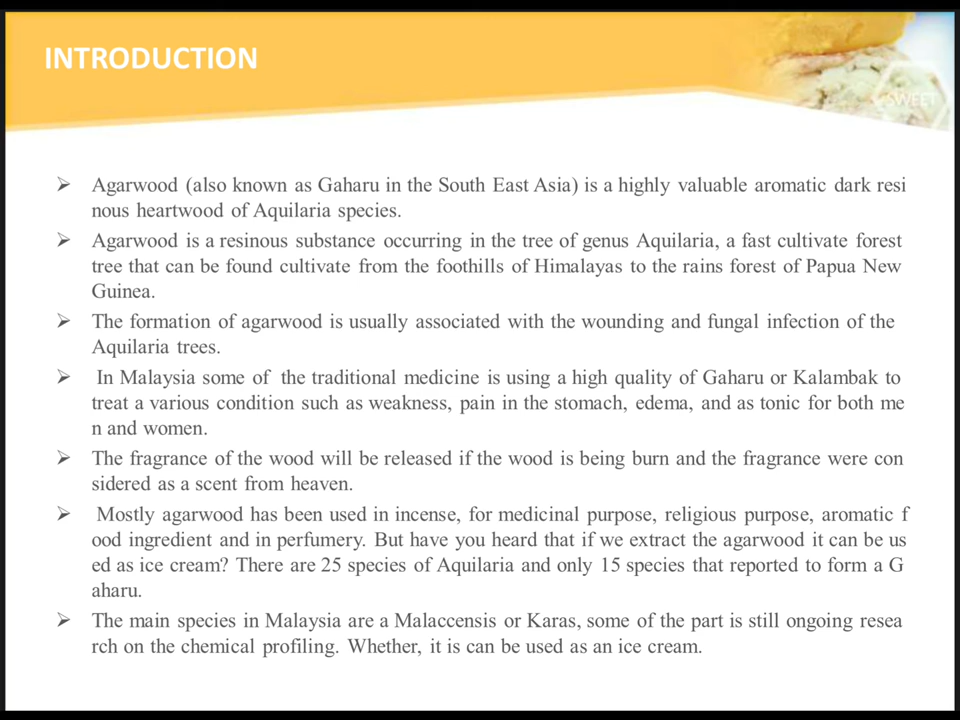 INTRODUCTION
SWEET
➢ Agarwood (also known as Gaharu in the South East Asia) is a highly valuable aromatic dark resi
nous heartwood of Aquilaria species.
➢ Agarwood is a resinous substance occurring in the tree of genus Aquilaria, a fast cultivate forest
tree that can be found cultivate from the foothills of Himalayas to the rains forest of Papua New
Guinea.
➢ The formation of agarwood is usually associated with the wounding and fungal infection of the
Aquilaria trees.
➢ In Malaysia some of the traditional medicine is using a high quality of Gaharu or Kalambak to
treat a various condition such as weakness, pain in the stomach, edema, and as tonic for both me
n and women.
➢ The fragrance of the wood will be released if the wood is being burn and the fragrance were con
sidered as a scent from heaven.
➢ Mostly agarwood has been used in incense, for medicinal purpose, religious purpose, aromatic f
ood ingredient and in perfumery. But have you heard that if we extract the agarwood it can be us
ed as ice cream? There are 25 species of Aquilaria and only 15 species that reported to form a G
aharu.
➢ The main species in Malaysia are a Malaccensis or Karas, some of the part is still ongoing resea
rch on the chemical profiling. Whether, it is can be used as an ice cream.